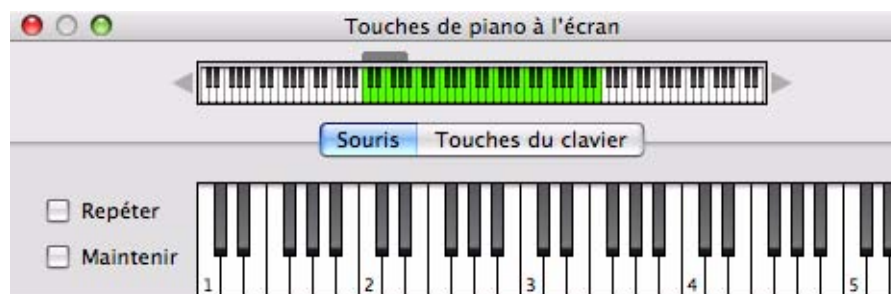 Touches de piano à l'écran
Souris Touches du clavier
Repéter
Maintenir
1 2 3 4 5